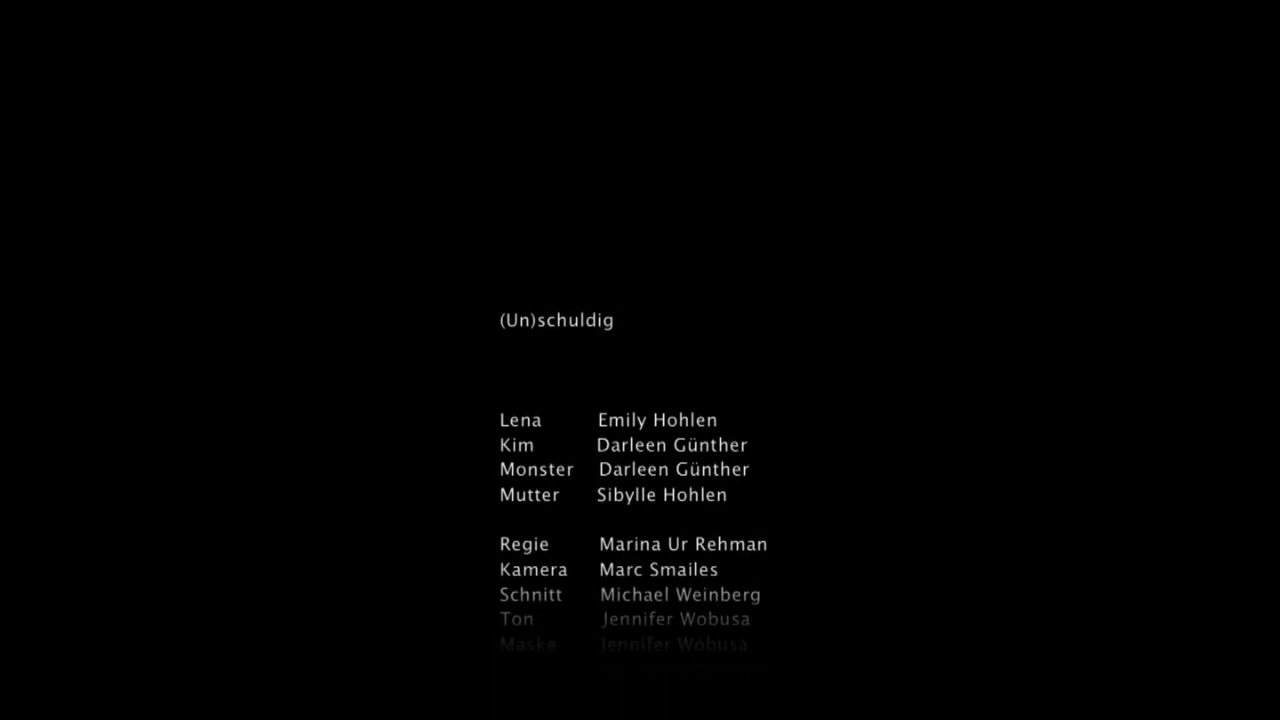 (Un)schuldig
Lena Emily Hohlen
Kim Darleen Günther
Monster Darleen Günther
Mutter Sibylle Hohlen
Regie Marina Ur Rehman
Kamera Marc Smailes
Schnitt Michael Weinberg
Ton Jennifer Wobusa
Maske Jennifer Wobusa